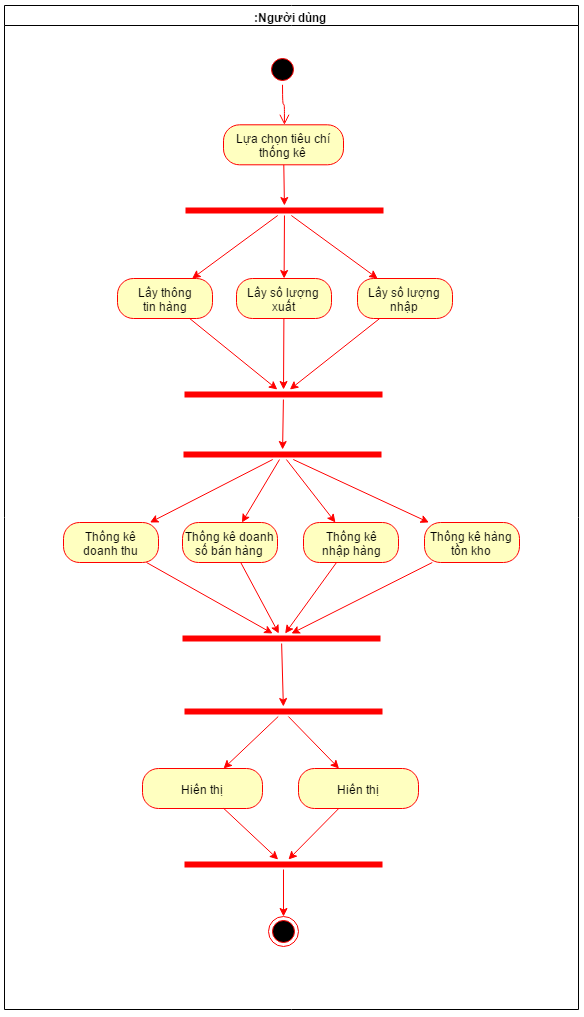 :Người dùng
Lựa chọn tiêu chí
thống kê
Lấy thông
tin hàng
Lấy số lượng
xuất
Lấy số lượng
nhập
Thống kê
doanh thu
Thống kê doanh
số bán hàng
Thống kê
nhập hàng
Thống kê hàng
tồn kho
Hiển thị
Hiển thị